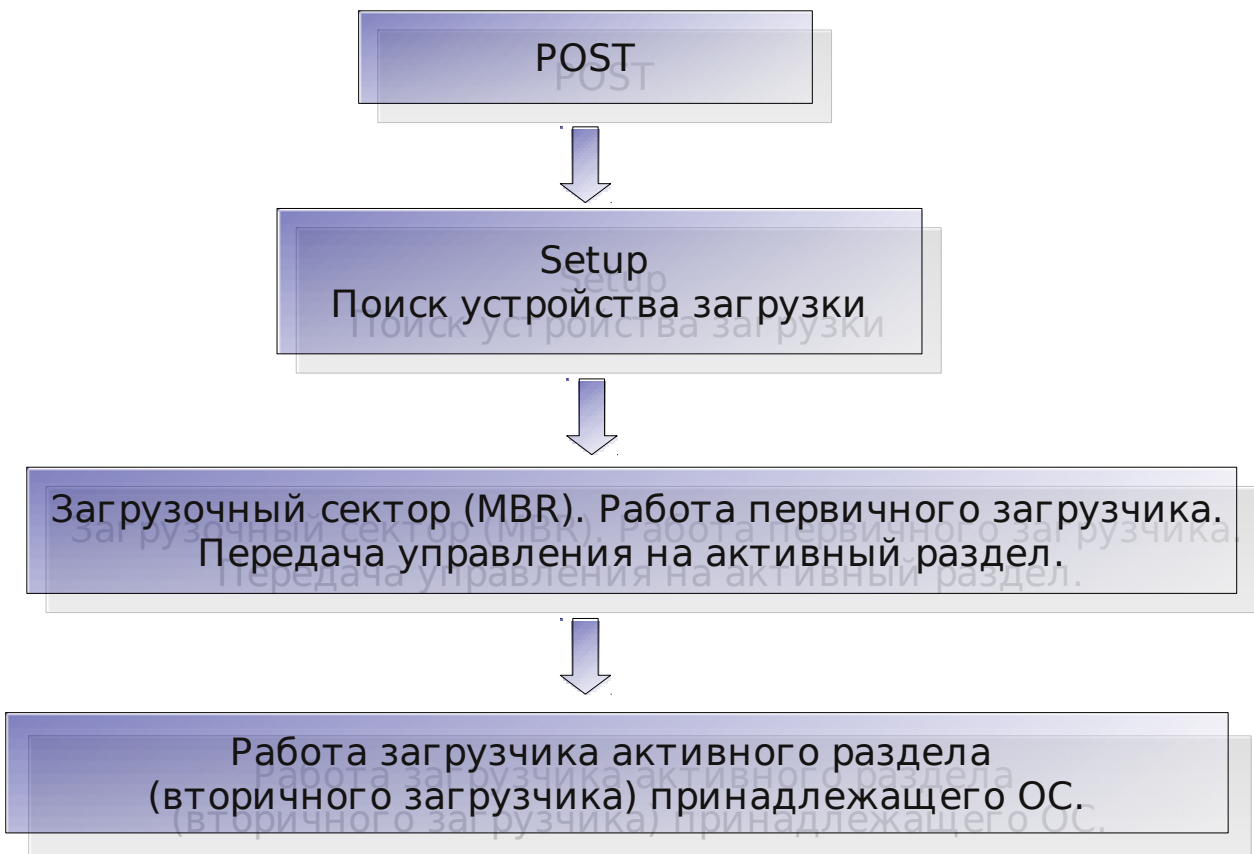 POST
Setup
Поиск устройства загрузки
Загрузочный сектор (MBR). Работа первичного загрузчика.
Передача управления на активный раздел.
Работа загрузчика активного раздела
(вторичного загрузчика) принадлежащего ОС.